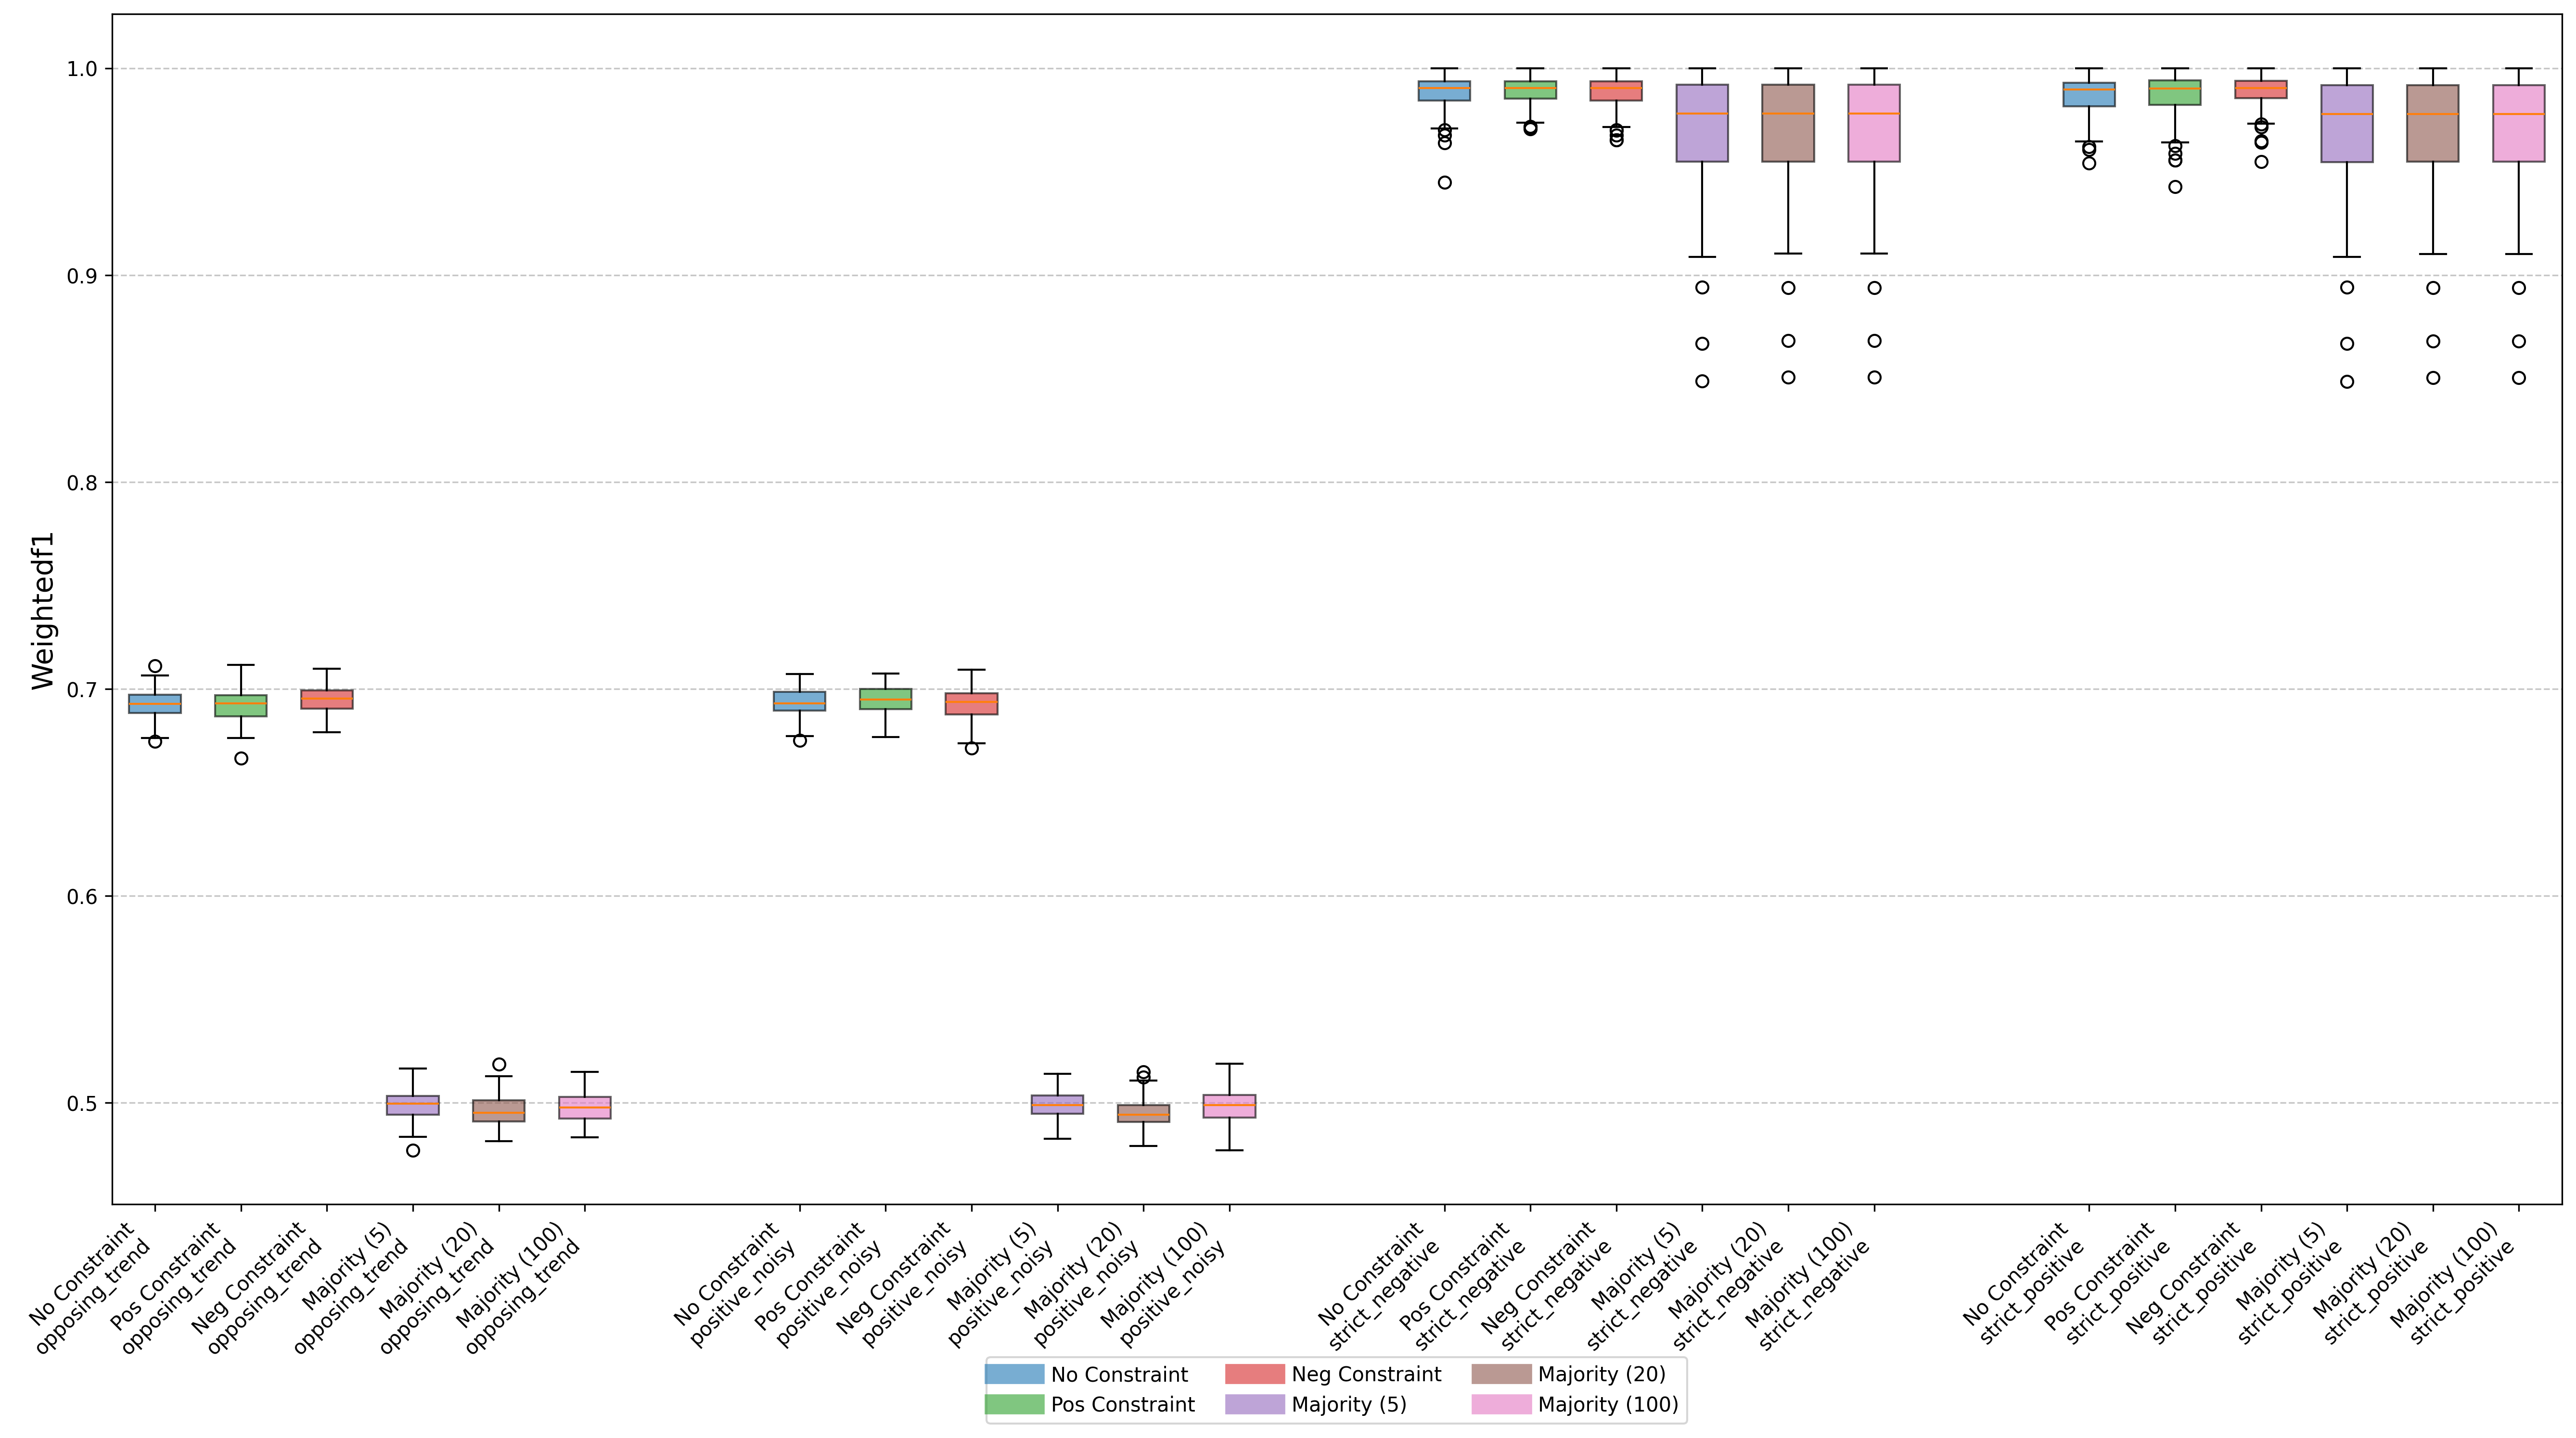 Weightedf1
1.0
0.9
0.8
0.7
0.6
0.5
No Constraint
opposing_trend
Pos Constraint
opposing_trend
Neg Constraint
opposing_trend
Majority (5)
opposing_trend
Majority (20)
opposing_trend
Majority (100)
opposing_trend
No Constraint
positive_noisy
Pos Constraint
positive_noisy
Neg Constraint
positive_noisy
Majority (5)
positive_noisy
Majority (20)
positive_noisy
Majority (100)
positive_noisy
No Constraint
strict_negative
Pos Constraint
strict_negative
Neg Constraint
strict_negative
Majority (5)
strict_negative
Majority (20)
strict_negative
Majority (100)
strict_negative
No Constraint
strict_positive
Pos Constraint
strict_positive
Neg Constraint
strict_positive
Majority (5)
strict_positive
Majority (20)
strict_positive
Majority (100)
strict_positive
No Constraint
Pos Constraint
Neg Constraint
Majority (5)
Majority (20)
Majority (100)